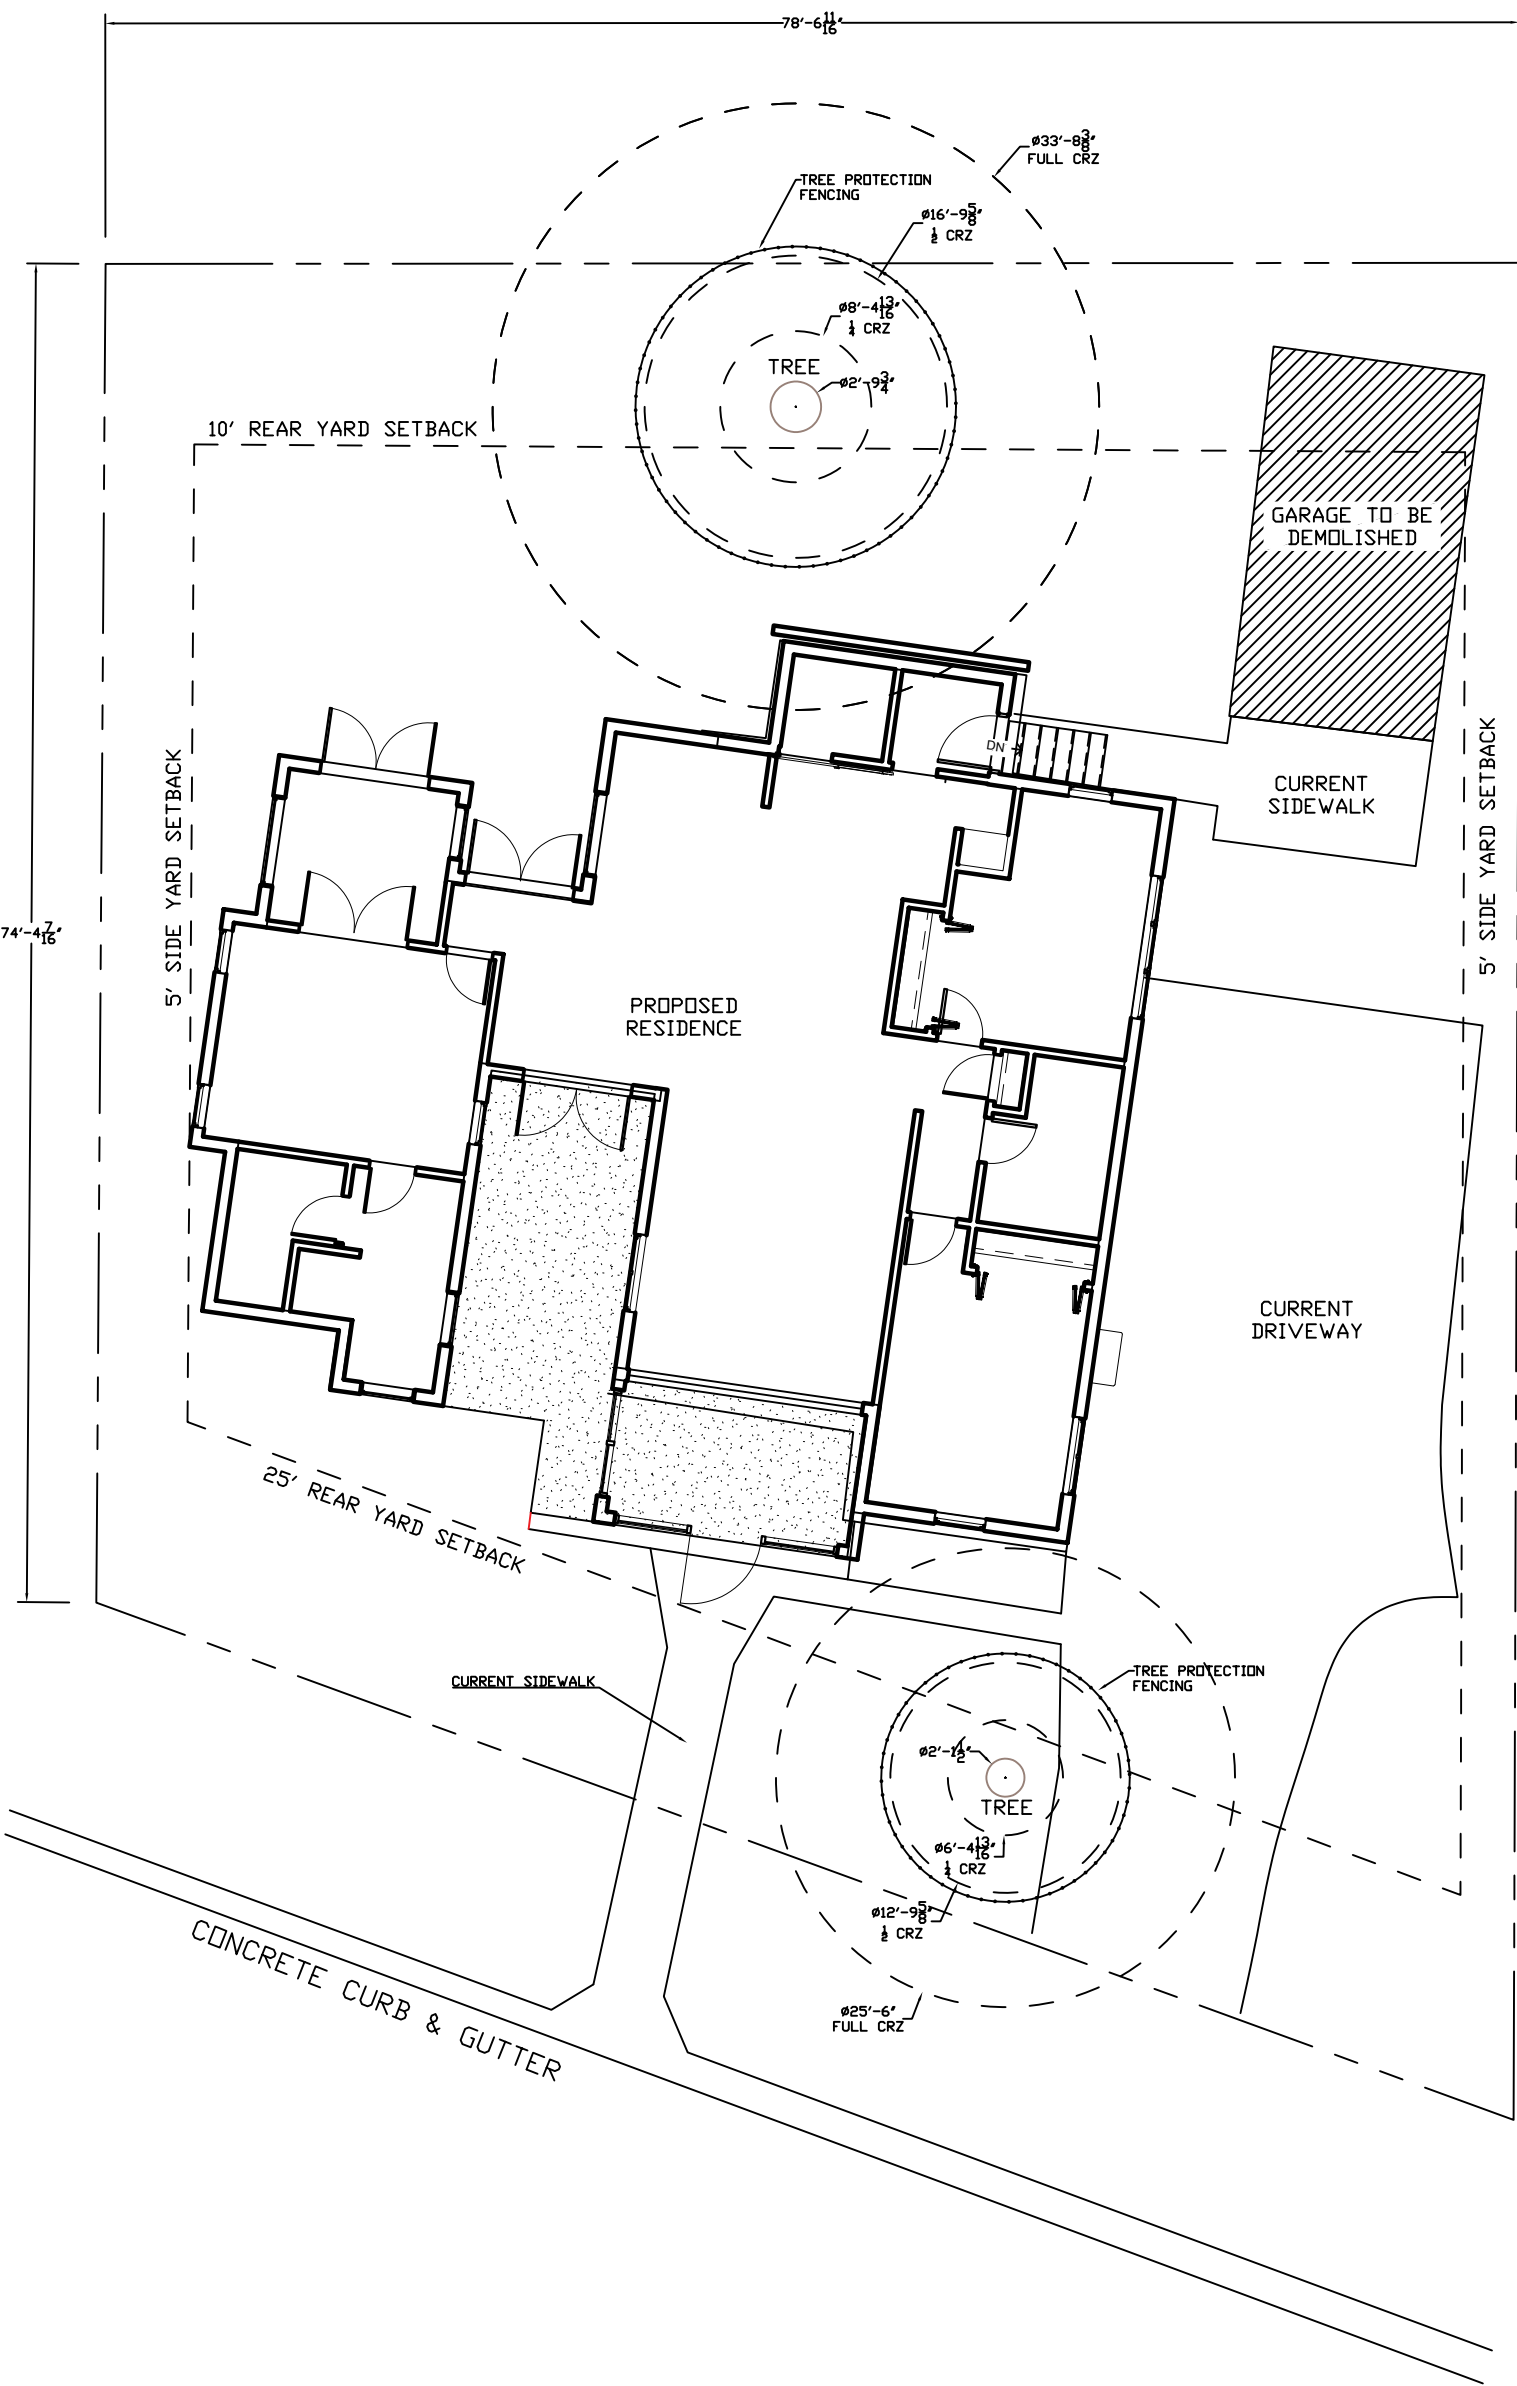 78'-6 11/16"
Ø33'-8 3/8"
FULL CRZ
TREE PROTECTION
FENCING
Ø16'-9 5/8"
1/2 CRZ
Ø8'-4 13/16"
1/4 CRZ
TREE
Ø2'-9 3/4"
10' REAR YARD SETBACK
GARAGE TO BE
DEMOLISHED
DN
CURRENT
SIDEWALK
5' SIDE YARD SETBACK
5' SIDE YARD SETBACK
74'-4 7/16"
PROPOSED
RESIDENCE
CURRENT
DRIVEWAY
25' REAR YARD SETBACK
CURRENT SIDEWALK
TREE PROTECTION
FENCING
Ø2'-1 1/2"
TREE
Ø6'-4 13/16"
1/4 CRZ
Ø12'-9 5/8"
1/2 CRZ
Ø25'-6"
FULL CRZ
CONCRETE CURB & GUTTER